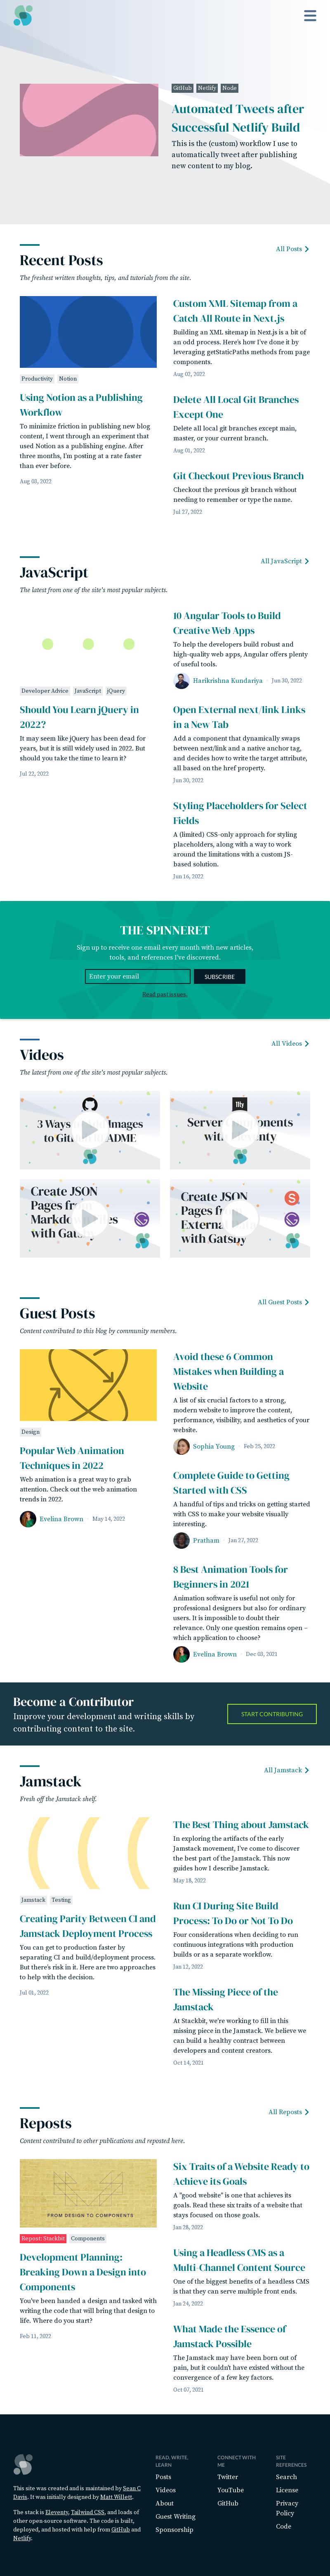 GitHub Netlify Node
Automated Tweets after
Successful Netlify Build
This is the (custom) workflow I use to
automatically tweet after publishing
new content to my blog.
Recent Posts
All Posts
The freshest written thoughts, tips, and tutorials from the site.
Productivity Notion
Using Notion as a Publishing
Workflow
To minimize friction in publishing new blog
content, I went through an experiment that
used Notion as a publishing engine. After
three months, I'm posting at a rate faster
than ever before.
Aug 03, 2022
Custom XML Sitemap from a
Catch All Route in Next.js
Building an XML sitemap in Next.js is a bit of
an odd process. Here's how I've done it by
leveraging getStaticPaths methods from page
components.
Aug 02, 2022
Delete All Local Git Branches
Except One
Delete all local git branches except main,
master, or your current branch.
Aug 01, 2022
Git Checkout Previous Branch
Checkout the previous git branch without
needing to remember or type the name.
Jul 27, 2022
JavaScript
All JavaScript
The latest from one of the site's most popular subjects.
Developer Advice JavaScript jQuery
Should You Learn jQuery in
2022?
It may seem like jQuery has been dead for
years, but it is still widely used in 2022. But
should you take the time to learn it?
Jul 22, 2022
10 Angular Tools to Build
Creative Web Apps
To help the developers build robust and
high-quality web apps, Angular offers plenty
of useful tools.
Harikrishna Kundariya · Jun 30, 2022
Open External next/link Links
in a New Tab
Add a component that dynamically swaps
between next/link and a native anchor tag,
and decides how to write the target attribute,
all based on the href property.
Jun 30, 2022
Styling Placeholders for Select
Fields
A (limited) CSS-only approach for styling
placeholders, along with a way to work
around the limitations with a custom JS-
based solution.
Jun 16, 2022
THE SPINNERET
Sign up to receive one email every month with new articles,
tools, and references I've discovered.
Enter your email
SUBSCRIBE
Read past issues.
Videos
All Videos
The latest from one of the site's most popular subjects.
3 Ways Images
to Git ADME
11ty
Server ponents
wit nty
Create JSON
Pages fr
Markdo es
with Gats
Create JSON
Pages fr
Externa a
with Gatsby
Guest Posts
All Guest Posts
Content contributed to this blog by community members.
Design
Popular Web Animation
Techniques in 2022
Web animation is a great way to grab
attention. Check out the web animation
trends in 2022.
Evelina Brown · May 14, 2022
Avoid these 6 Common
Mistakes when Building a
Website
A list of six crucial factors to a strong,
modern website to improve the content,
performance, visibility, and aesthetics of your
website.
Sophia Young · Feb 25, 2022
Complete Guide to Getting
Started with CSS
A handful of tips and tricks on getting started
with CSS to make your website visually
interesting.
Pratham · Jan 27, 2022
8 Best Animation Tools for
Beginners in 2021
Animation software is useful not only for
professional designers but also for ordinary
users. It is impossible to doubt their
relevance. Only one question remains open –
which application to choose?
Evelina Brown · Dec 03, 2021
Become a Contributor
Improve your development and writing skills by
contributing content to the site.
START CONTRIBUTING
Jamstack
All Jamstack
Fresh off the Jamstack shelf.
Jamstack Testing
Creating Parity Between CI and
Jamstack Deployment Process
You can get to production faster by
separating CI and build/deployment process.
But there's risk in it. Here are two approaches
to help with the decision.
Jul 01, 2022
The Best Thing about Jamstack
In exploring the artifacts of the early
Jamstack movement, I've come to discover
the best part of the Jamstack. This now
guides how I describe Jamstack.
May 18, 2022
Run CI During Site Build
Process: To Do or Not To Do
Four considerations when deciding to run
continuous integrations with production
builds or as a separate workflow.
Jan 12, 2022
The Missing Piece of the
Jamstack
At Stackbit, we're working to fill in this
missing piece in the Jamstack. We believe we
can build a healthy contract between
developers and content creators.
Oct 14, 2021
Reposts
All Reposts
Content contributed to other publications and reposted here.
FROM DESIGN TO COMPONENTS
Repost: Stackbit Components
Development Planning:
Breaking Down a Design into
Components
You've been handed a design and tasked with
writing the code that will bring that design to
life. Where do you start?
Feb 11, 2022
Six Traits of a Website Ready to
Achieve its Goals
A "good website" is one that achieves its
goals. Read these six traits of a website that
stays focused on those goals.
Jan 28, 2022
Using a Headless CMS as a
Multi-Channel Content Source
One of the biggest benefits of a headless CMS
is that they can serve multiple front ends.
Jan 24, 2022
What Made the Essence of
Jamstack Possible
The Jamstack may have been born out of
pain, but it couldn't have existed without the
convergence of a few key factors.
Oct 07, 2021
This site was created and is maintained by Sean C
Davis. It was initially designed by Matt Willett.
The stack is Eleventy, Tailwind CSS, and loads of
other open source software. The code is built,
deployed, and hosted with help from GitHub and
Netlify.
READ, WRITE,
LEARN
Posts
Videos
About
Guest Writing
Sponsorship
CONNECT WITH
ME
Twitter
YouTube
GitHub
SITE
REFERENCES
Search
License
Privacy
Policy
Code